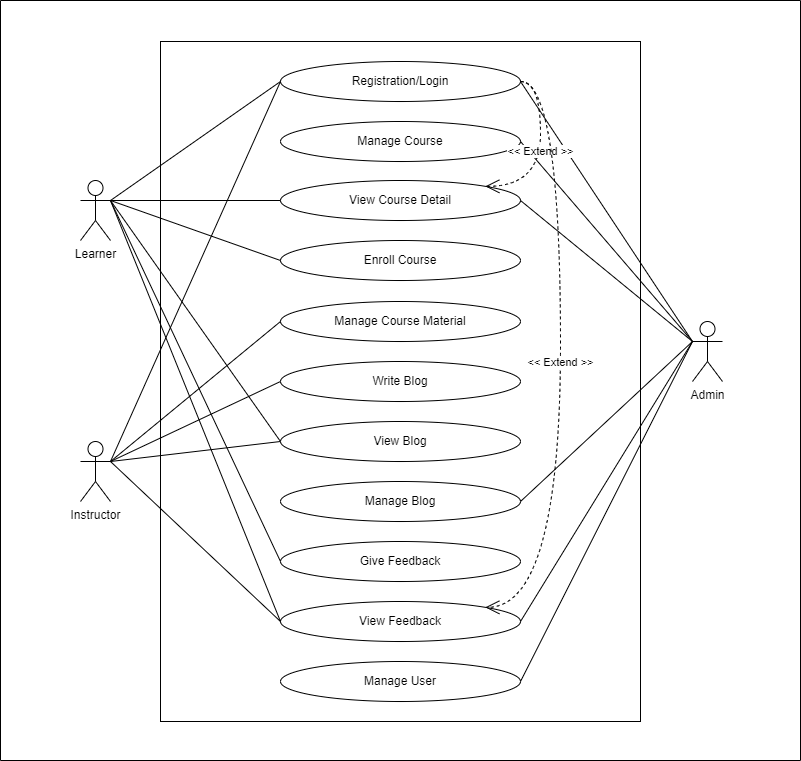 Registration/Login
Manage Course
<< Extend >>
View Course Detail
Learner
Enroll Course
Manage Course Material
<< Extend >>
Write Blog
Admin
View Blog
Manage Blog
Instructor
Give Feedback
View Feedback
Manage User